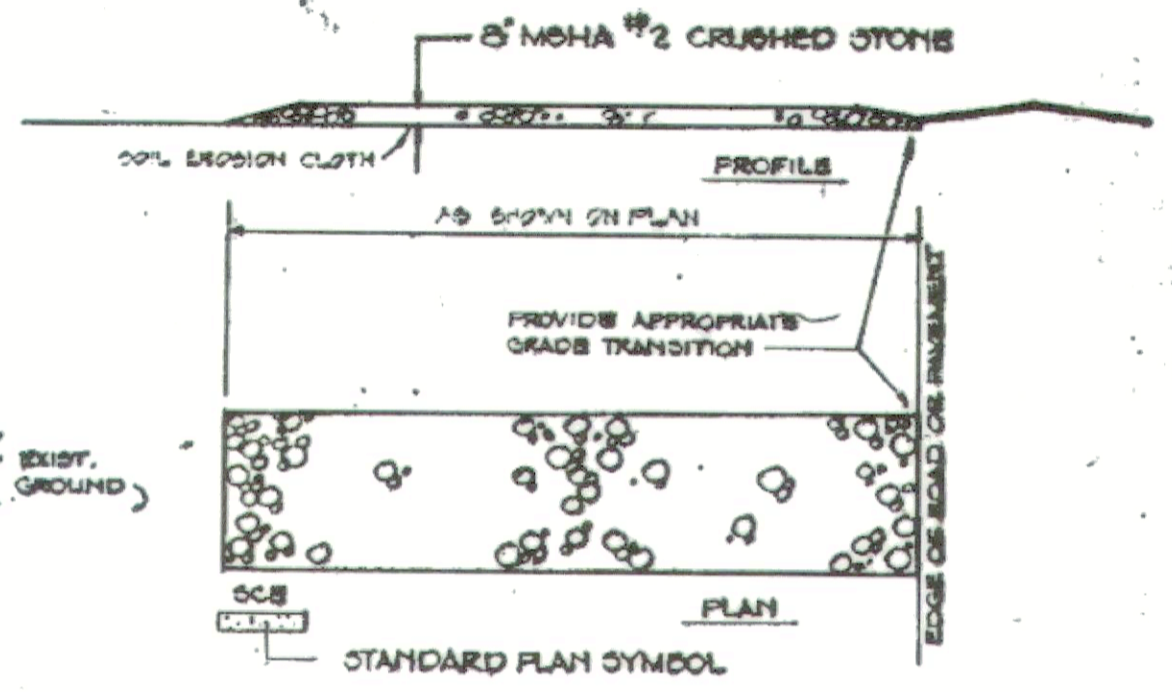 8" MSHA #2 CRUSHED STONE
SOIL EROSION CLOTH
PROFILE
AS SHOWN ON PLAN
PROVIDE APPROPRIATE
GRADE TRANSITION
EDGE OF ROAD OR PAVEMENT
EXIST.
GROUND
SCE
PLAN
STANDARD PLAN SYMBOL